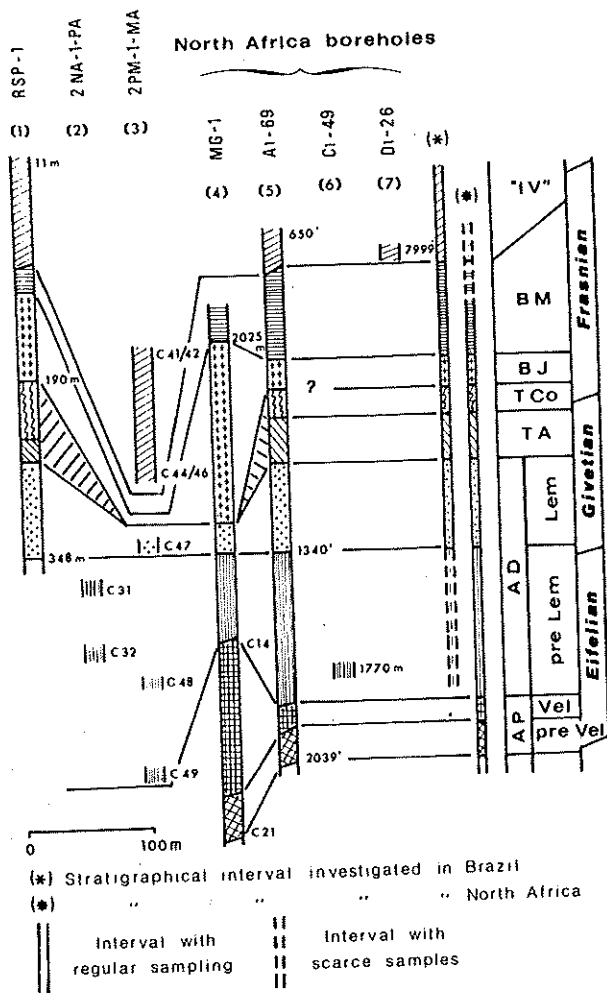 North Africa boreholes
RSP-1
2NA-1-PA
2PM-1-MA
MG-1
A1-69
C1-49
D1-26
(1) (2) (3) (4) (5) (6) (7) (*) (✱)
11m
650'
7999'
"IV"
Frasnian
BM
C41/42
2025 m
BJ
190m
?
TCo
TA
Givetian
C44/46
Lem
C47
348m
1340'
AD
C31
pre Lem
Eifelian
C14
C32
1770m
C48
Vel
AP
pre Vel
C49
2039'
C21
0 100m
(*) Stratigraphical interval investigated in Brazil
(✱) " " " " North Africa
Interval with regular sampling
Interval with scarce samples